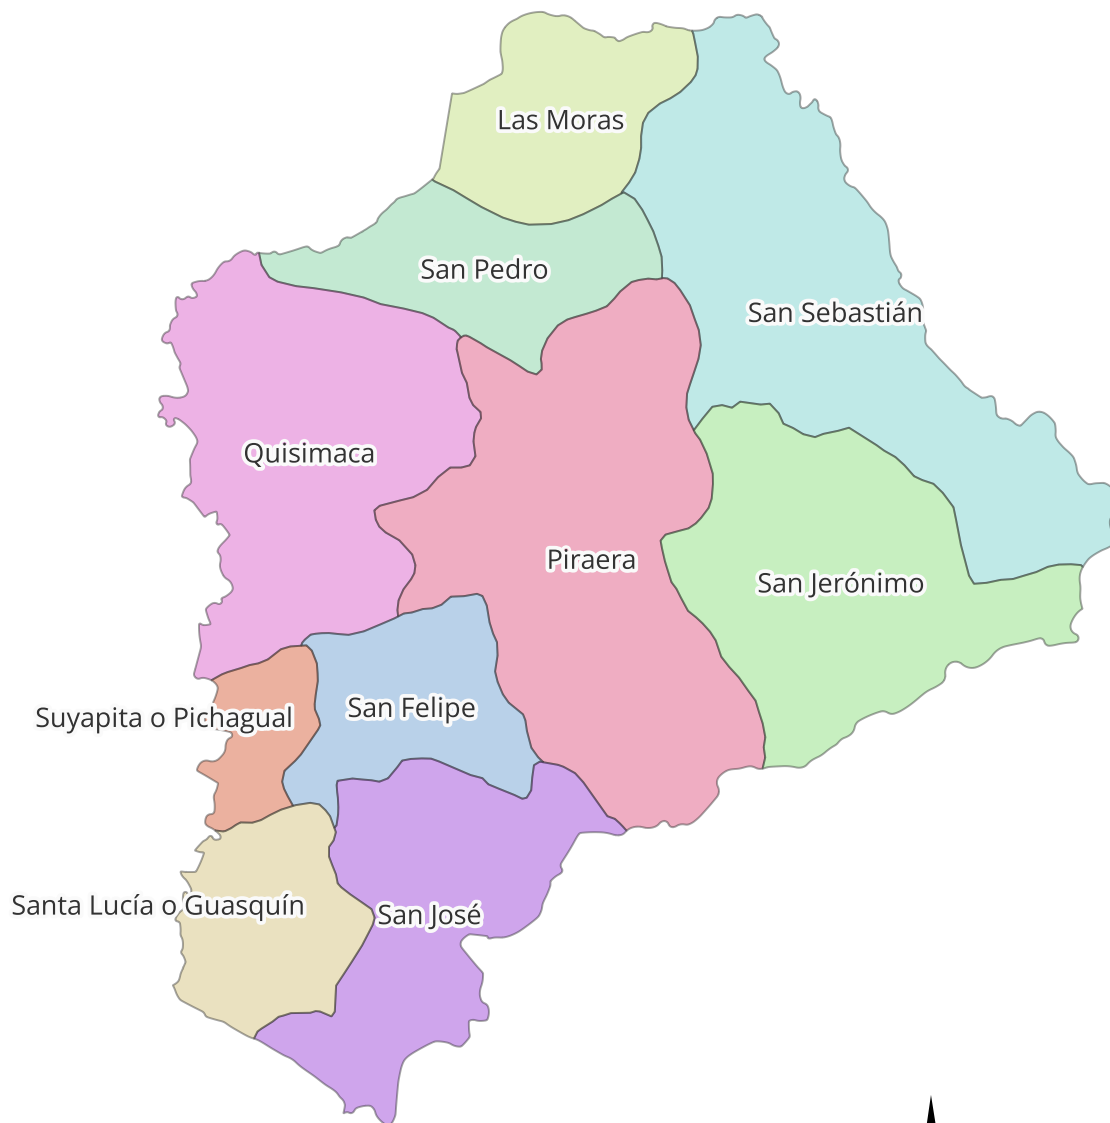 Las Moras
San Pedro
San Sebastián
Quisimaca
Piraera
San Jerónimo
San Felipe
Suyapita o Pichagual
Santa Lucía o Guasquín
San José